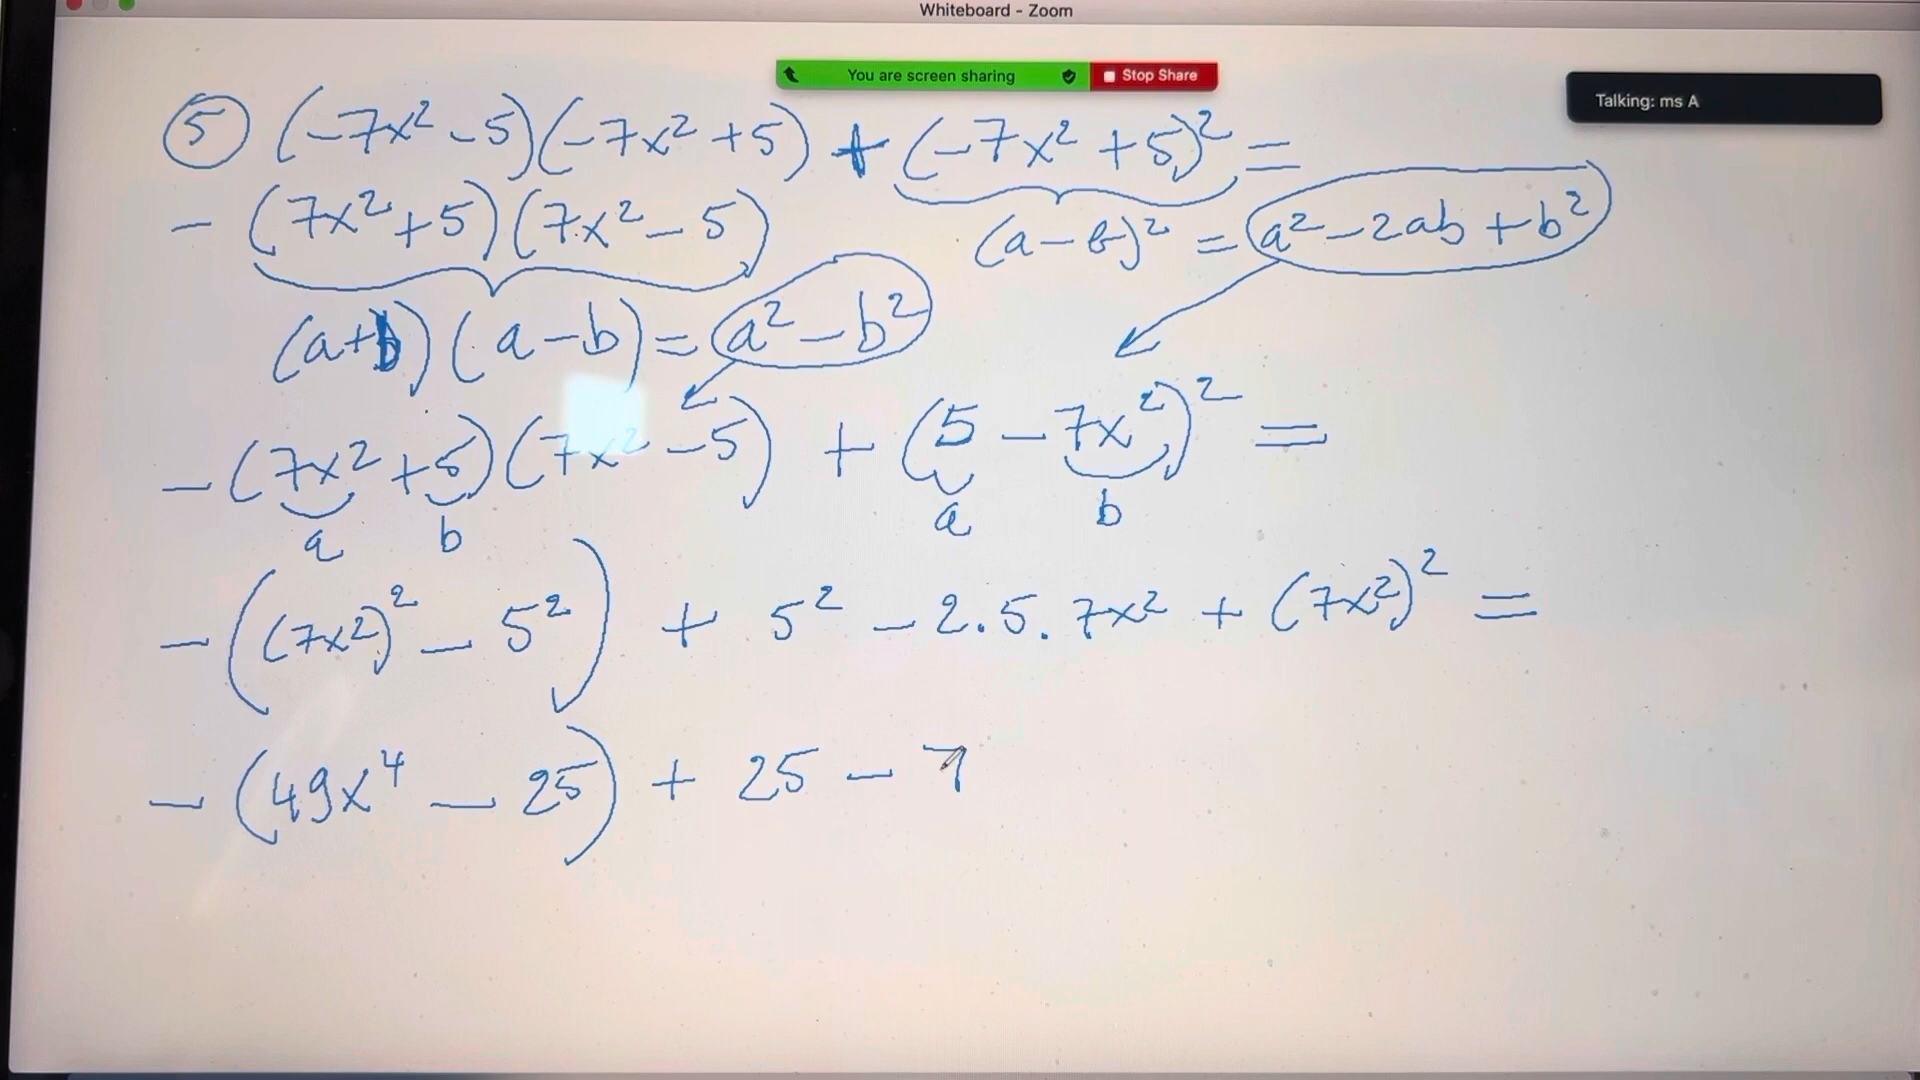 Whiteboard - Zoom
You are screen sharing
Stop Share
Talking: ms A
⑤ (-7x² - 5)(-7x² + 5) + (-7x² + 5)² =
- (7x² + 5)(7x² - 5)
(a - b)² = a² - 2ab + b²
(a+b)(a - b) = a² - b²
- (7x² + 5)(7x² - 5) + (5 - 7x²)² =
a b a b
- ((7x²)² - 5²) + 5² - 2.5.7x² + (7x²)² =
- (49x⁴ - 25) + 25 - 7